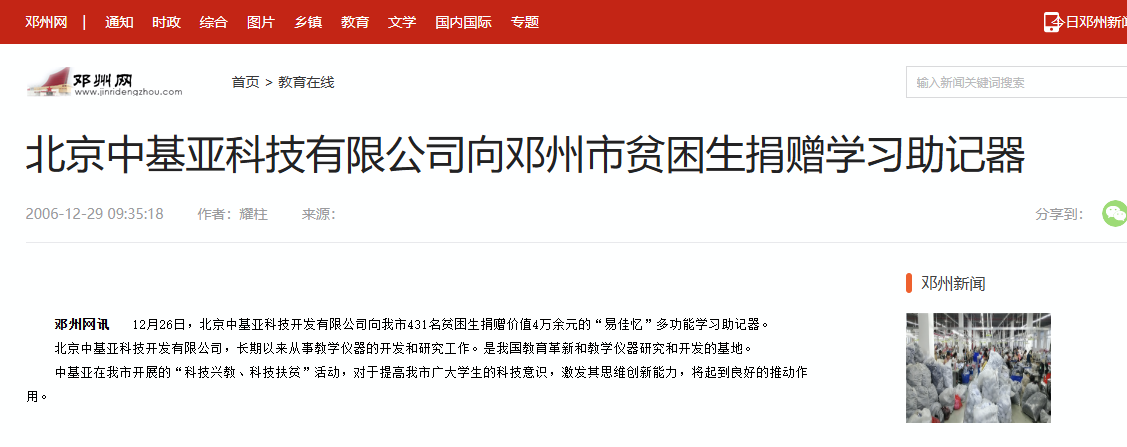 邓州网 | 通知 时政 综合 图片 乡镇 教育 文学 国内国际 专题 今日邓州新闻
邓州网 www.jinridengzhou.com 首页 > 教育在线 输入新闻关键词搜索
北京中基亚科技有限公司向邓州市贫困生捐赠学习助记器
2006-12-29 09:35:18 作者：耀柱 来源： 分享到：
邓州新闻
邓州网讯 12月26日，北京中基亚科技开发有限公司向我市431名贫困生捐赠价值4万余元的“易佳忆”多功能学习助记器。
北京中基亚科技开发有限公司，长期以来从事教学仪器的开发和研究工作。是我国教育革新和教学仪器研究和开发的基地。
中基亚在我市开展的“科技兴教、科技扶贫”活动，对于提高我市广大学生的科技意识，激发其思维创新能力，将起到良好的推动作
用。